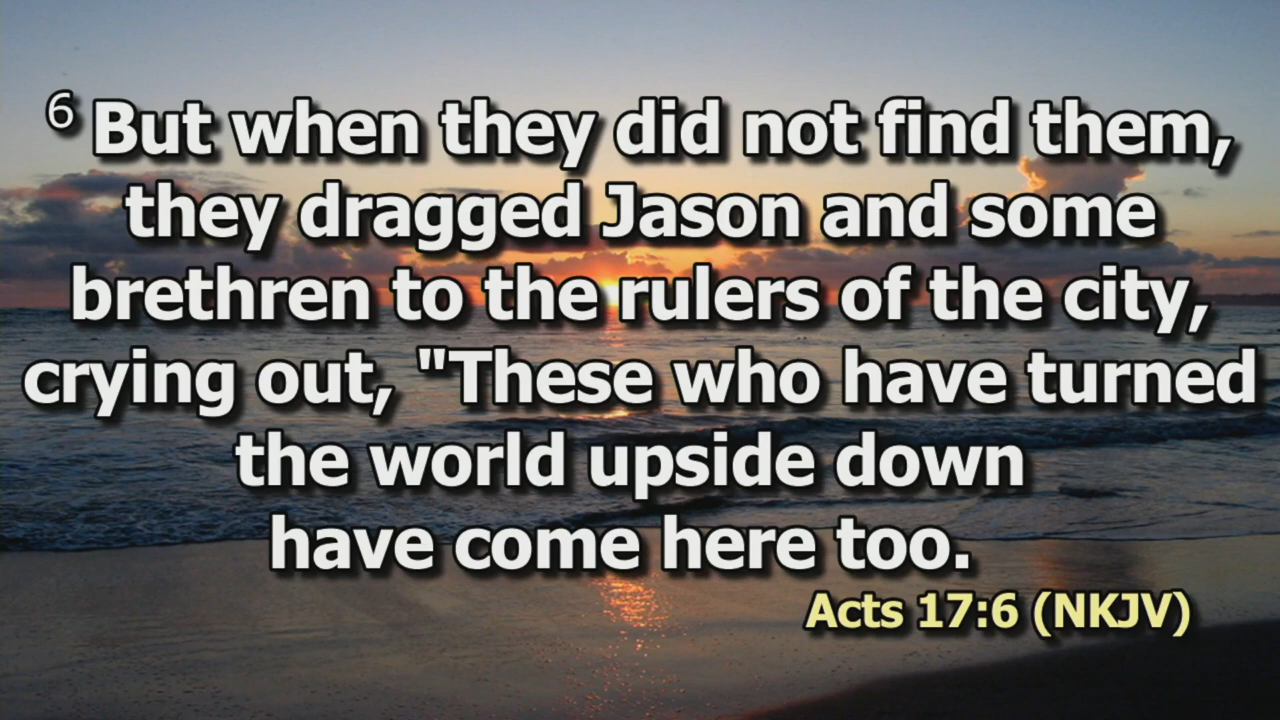 6 But when they did not find them,
they dragged Jason and some
brethren to the rulers of the city,
crying out, "These who have turned
the world upside down
have come here too.
Acts 17:6 (NKJV)